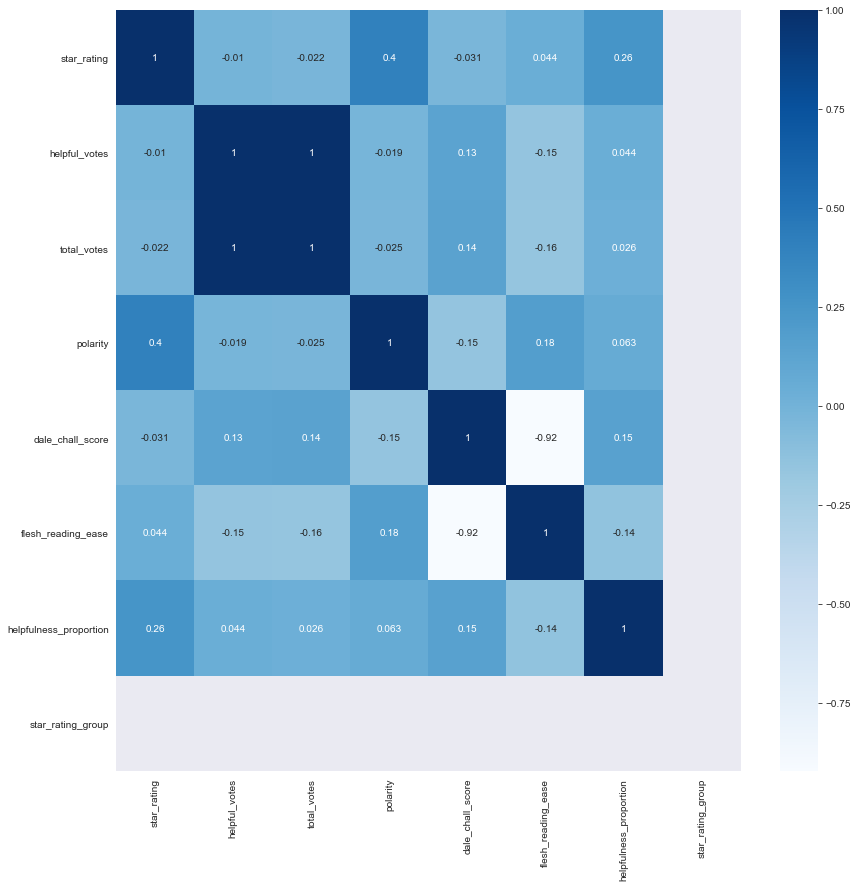 star_rating 1 -0.01 -0.022 0.4 -0.031 0.044 0.26
helpful_votes -0.01 1 1 -0.019 0.13 -0.15 0.044
total_votes -0.022 1 1 -0.025 0.14 -0.16 0.026
polarity 0.4 -0.019 -0.025 1 -0.15 0.18 0.063
dale_chall_score -0.031 0.13 0.14 -0.15 1 -0.92 0.15
flesh_reading_ease 0.044 -0.15 -0.16 0.18 -0.92 1 -0.14
helpfulness_proportion 0.26 0.044 0.026 0.063 0.15 -0.14 1
star_rating_group
star_rating
helpful_votes
total_votes
polarity
dale_chall_score
flesh_reading_ease
helpfulness_proportion
star_rating_group
1.00
0.75
0.50
0.25
0.00
−0.25
−0.50
−0.75